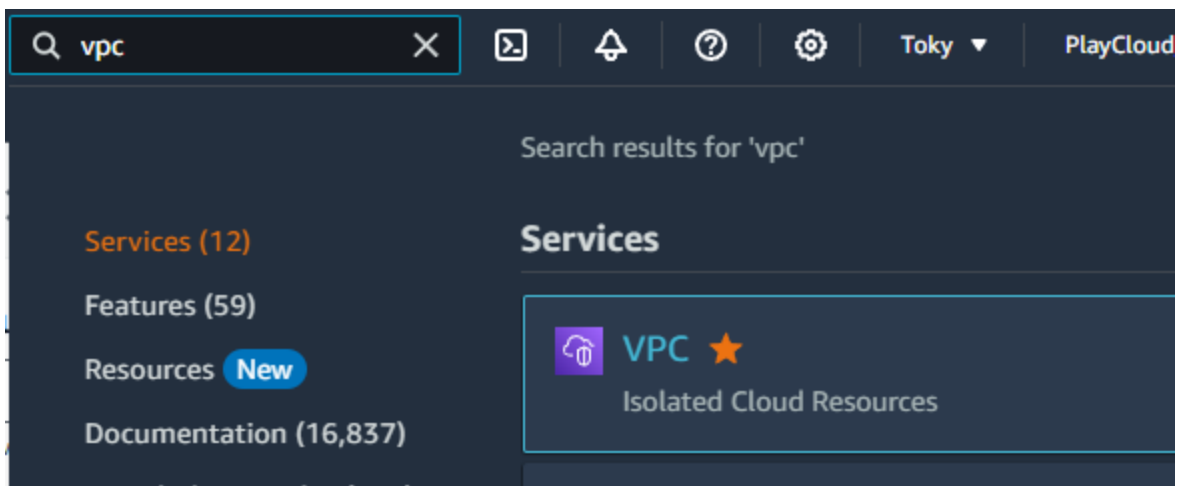 vpc
Toky
PlayCloud
Search results for 'vpc'
Services (12)
Features (59)
Resources New
Documentation (16,837)
Services
VPC
Isolated Cloud Resources